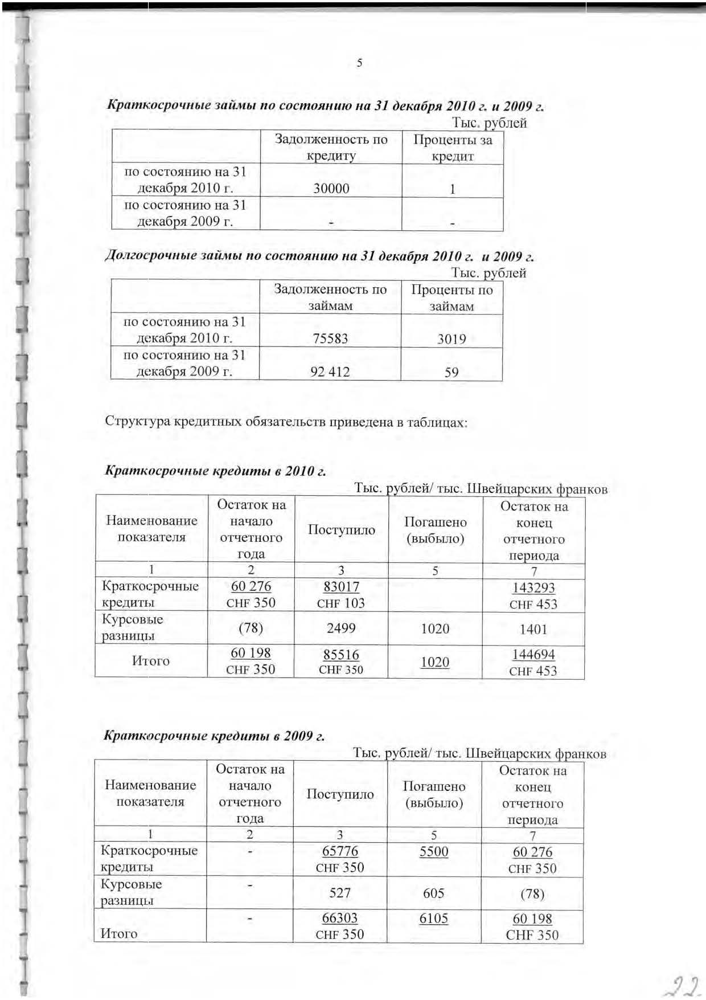 5
Краткосрочные займы по состоянию на 31 декабря 2010 г. и 2009 г.
Тыс. рублей
Задолженность по кредиту Проценты за кредит
по состоянию на 31
декабря 2010 г. 30000 1
по состоянию на 31
декабря 2009 г. - -
Долгосрочные займы по состоянию на 31 декабря 2010 г. и 2009 г.
Тыс. рублей
Задолженность по займам Проценты по займам
по состоянию на 31
декабря 2010 г. 75583 3019
по состоянию на 31
декабря 2009 г. 92 412 59
Структура кредитных обязательств приведена в таблицах:
Краткосрочные кредиты в 2010 г.
Тыс. рублей/ тыс. Швейцарских франков
Наименование показателя Остаток на начало отчетного года Поступило Погашено (выбыло) Остаток на конец отчетного периода
1 2 3 5 7
Краткосрочные 60 276 83017 143293
кредиты CHF 350 CHF 103 CHF 453
Курсовые
разницы (78) 2499 1020 1401
60 198 85516 144694
Итого CHF 350 CHF 350 1020 CHF 453
Краткосрочные кредиты в 2009 г.
Тыс. рублей/ тыс. Швейцарских франков
Наименование показателя Остаток на начало отчетного года Поступило Погашено (выбыло) Остаток на конец отчетного периода
1 2 3 5 7
Краткосрочные - 65776 5500 60 276
кредиты CHF 350 CHF 350
Курсовые -
разницы 527 605 (78)
- 66303 6105 60 198
Итого CHF 350 CHF 350
22.